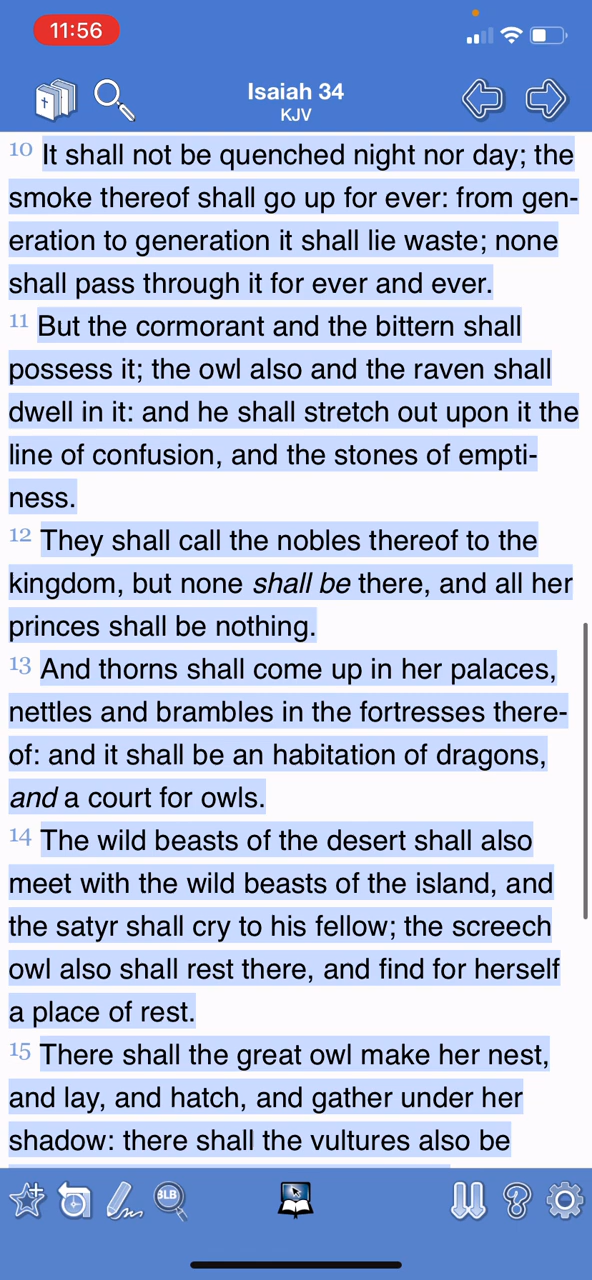 11:56
Isaiah 34
KJV
10 It shall not be quenched night nor day; the
smoke thereof shall go up for ever: from gen-
eration to generation it shall lie waste; none
shall pass through it for ever and ever.
11 But the cormorant and the bittern shall
possess it; the owl also and the raven shall
dwell in it: and he shall stretch out upon it the
line of confusion, and the stones of empti-
ness.
12 They shall call the nobles thereof to the
kingdom, but none shall be there, and all her
princes shall be nothing.
13 And thorns shall come up in her palaces,
nettles and brambles in the fortresses there-
of: and it shall be an habitation of dragons,
and a court for owls.
14 The wild beasts of the desert shall also
meet with the wild beasts of the island, and
the satyr shall cry to his fellow; the screech
owl also shall rest there, and find for herself
a place of rest.
15 There shall the great owl make her nest,
and lay, and hatch, and gather under her
shadow: there shall the vultures also be
BLB